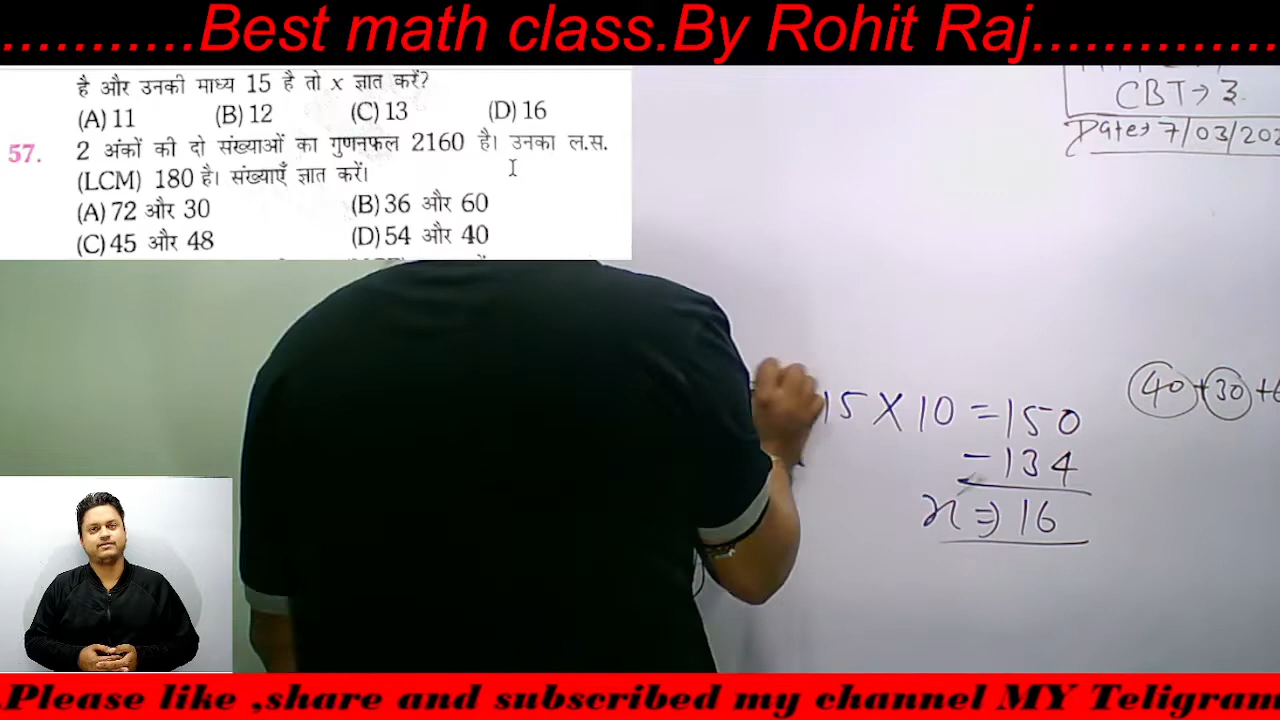 ...........Best math class.By Rohit Raj..............
है और उनकी माध्य 15 है तो x ज्ञात करें?
(A) 11 (B) 12 (C) 13 (D) 16
57. 2 अंकों की दो संख्याओं का गुणनफल 2160 है। उनका ल.स.
(LCM) 180 है। संख्याएँ ज्ञात करें।
(A) 72 और 30 (B) 36 और 60
(C) 45 और 48 (D) 54 और 40
CBT → 3
Date→ 7/03/202
40 + 30 +
15 X 10 = 150
- 134
x ⇒ 16
Please like ,share and subscribed my channel MY Teligram